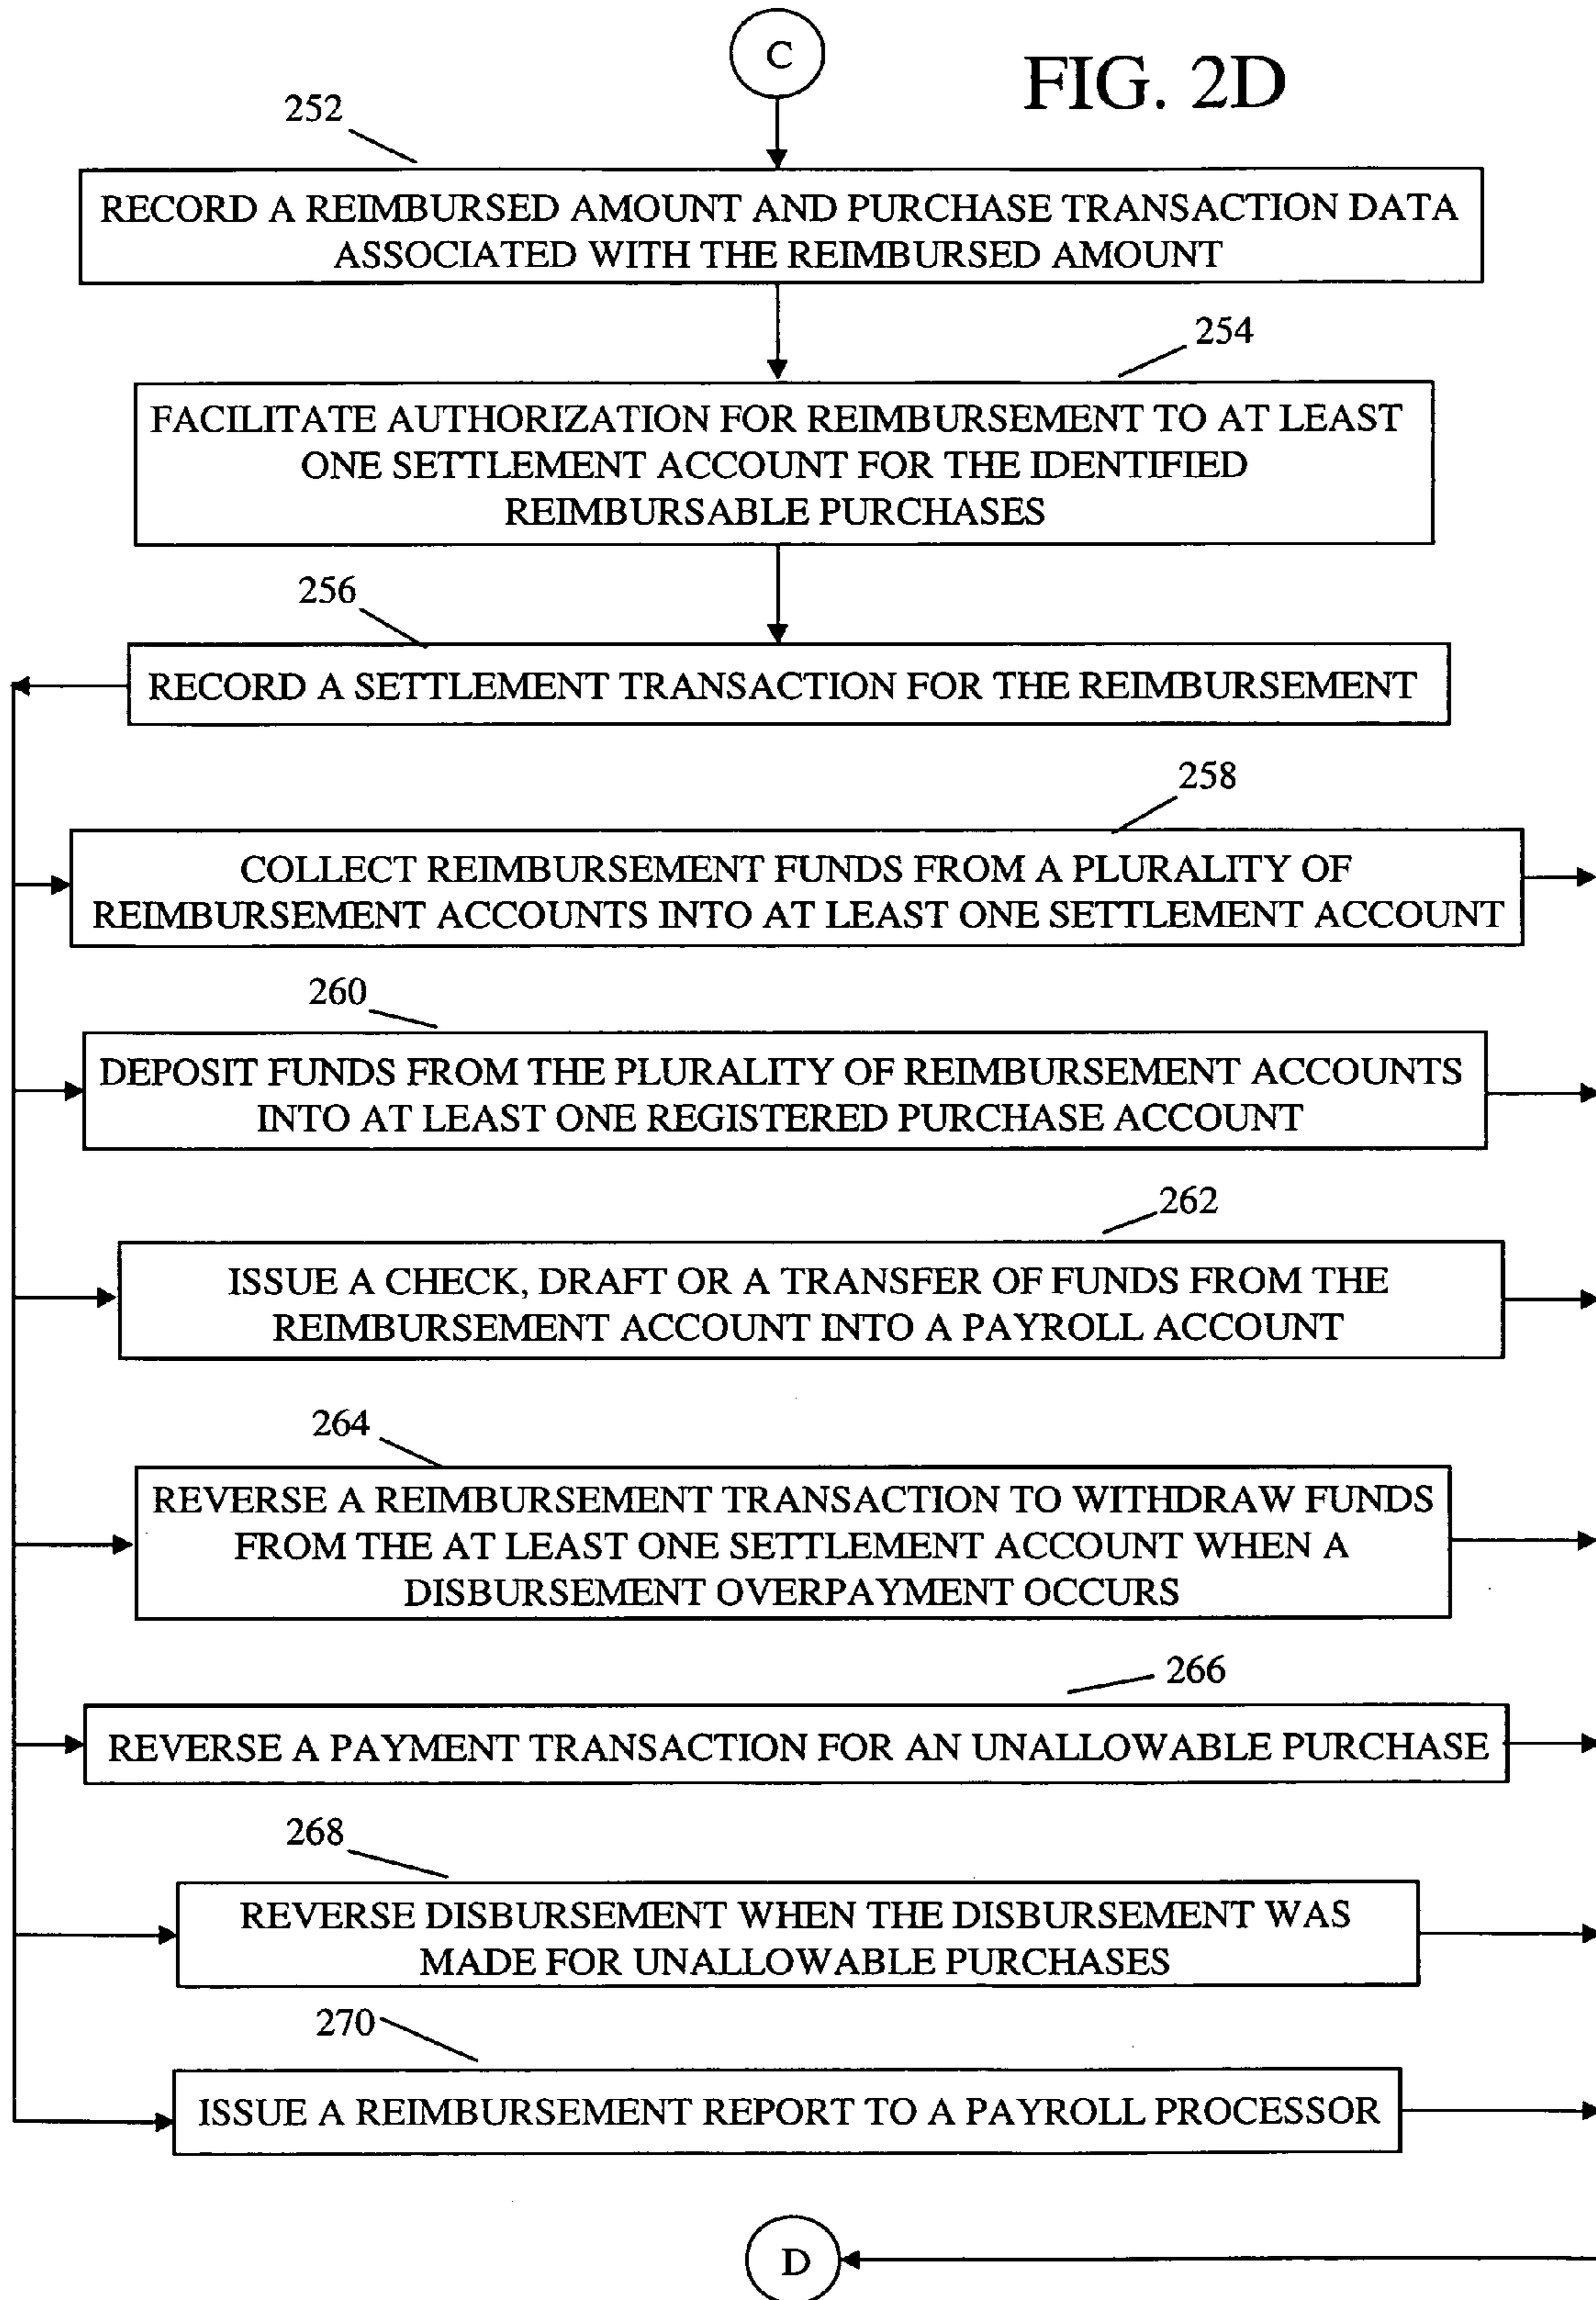 C
FIG. 2D
252
RECORD A REIMBURSED AMOUNT AND PURCHASE TRANSACTION DATA
ASSOCIATED WITH THE REIMBURSED AMOUNT
254
FACILITATE AUTHORIZATION FOR REIMBURSEMENT TO AT LEAST
ONE SETTLEMENT ACCOUNT FOR THE IDENTIFIED
REIMBURSABLE PURCHASES
256
RECORD A SETTLEMENT TRANSACTION FOR THE REIMBURSEMENT
258
COLLECT REIMBURSEMENT FUNDS FROM A PLURALITY OF
REIMBURSEMENT ACCOUNTS INTO AT LEAST ONE SETTLEMENT ACCOUNT
260
DEPOSIT FUNDS FROM THE PLURALITY OF REIMBURSEMENT ACCOUNTS
INTO AT LEAST ONE REGISTERED PURCHASE ACCOUNT
262
ISSUE A CHECK, DRAFT OR A TRANSFER OF FUNDS FROM THE
REIMBURSEMENT ACCOUNT INTO A PAYROLL ACCOUNT
264
REVERSE A REIMBURSEMENT TRANSACTION TO WITHDRAW FUNDS
FROM THE AT LEAST ONE SETTLEMENT ACCOUNT WHEN A
DISBURSEMENT OVERPAYMENT OCCURS
266
REVERSE A PAYMENT TRANSACTION FOR AN UNALLOWABLE PURCHASE
268
REVERSE DISBURSEMENT WHEN THE DISBURSEMENT WAS
MADE FOR UNALLOWABLE PURCHASES
270
ISSUE A REIMBURSEMENT REPORT TO A PAYROLL PROCESSOR
D